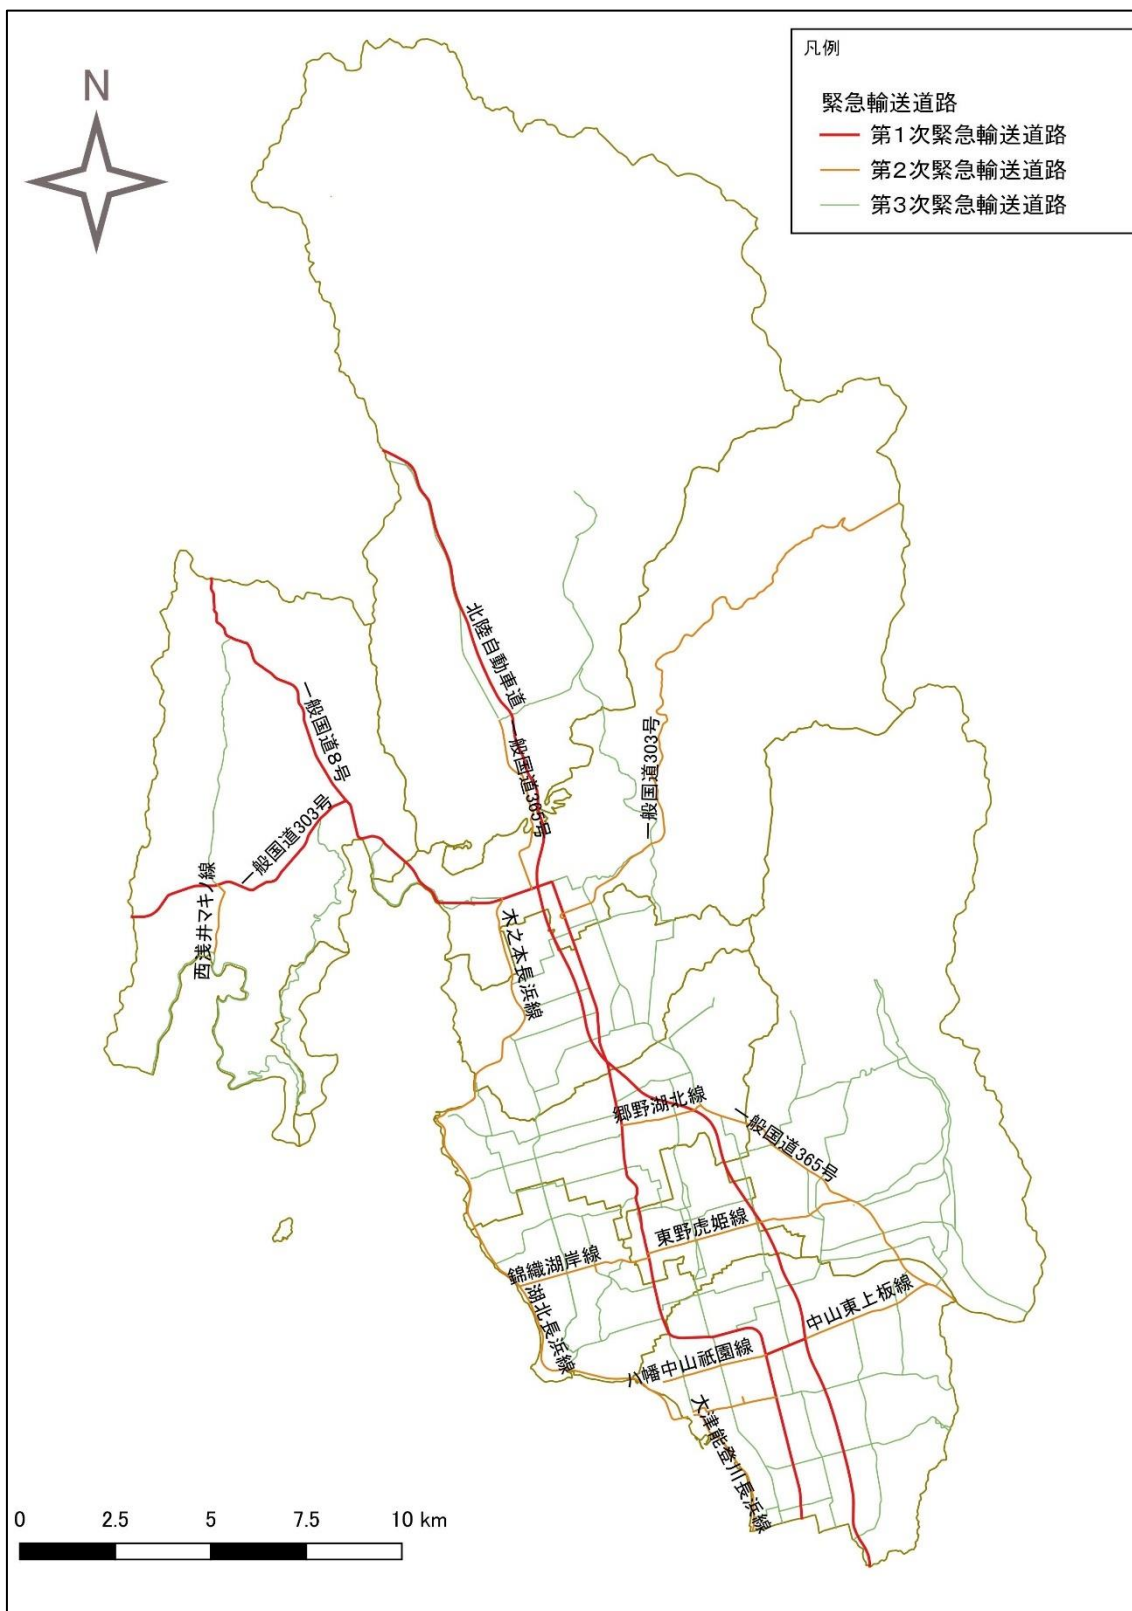 凡例
N
緊急輸送道路
第1次緊急輸送道路
第2次緊急輸送道路
第3次緊急輸送道路
北陸自動車道
一般国道8号
一般国道365号
一般国道303号
一般国道303号
西浅井マキノ線
木之本長浜線
郷野湖北線
一般国道365号
東野虎姫線
錦織湖岸線
湖北長浜線
中山東上板線
八幡中山祇園線
大津能登川長浜線
0 2.5 5 7.5 10 km